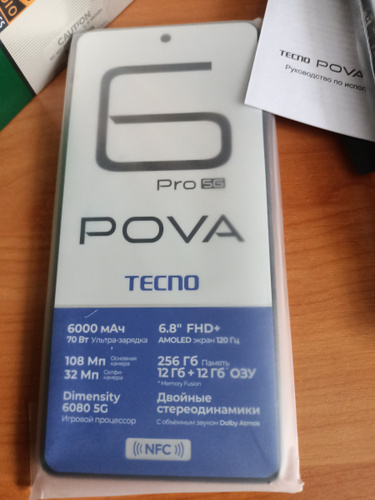 CAUTION
TECNO POVA
Руководство по испол
6
Pro 5G
POVA
TECNO
6000 мАч
70 Вт Ультра-зарядка
6.8" FHD+
AMOLED экран 120 Гц
108 Мп Основная камера
32 Мп Селфи-камера
256 Гб Память
12 Гб + 12 Гб* ОЗУ
* Memory Fusion
Dimensity
6080 5G
Игровой процессор
Двойные
стереодинамики
С объёмным звуком Dolby Atmos
NFC